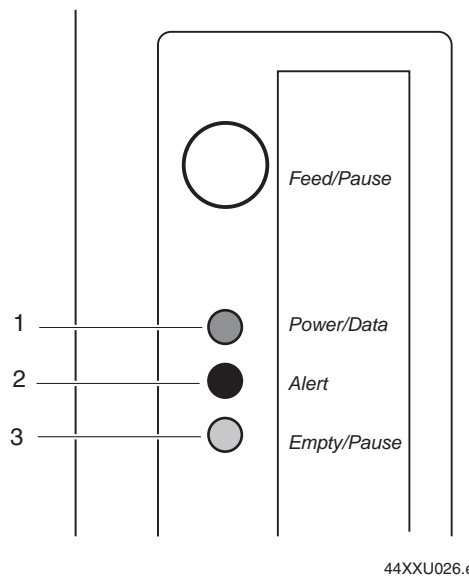 Feed/Pause
1 Power/Data
2 Alert
3 Empty/Pause
44XXU026.e